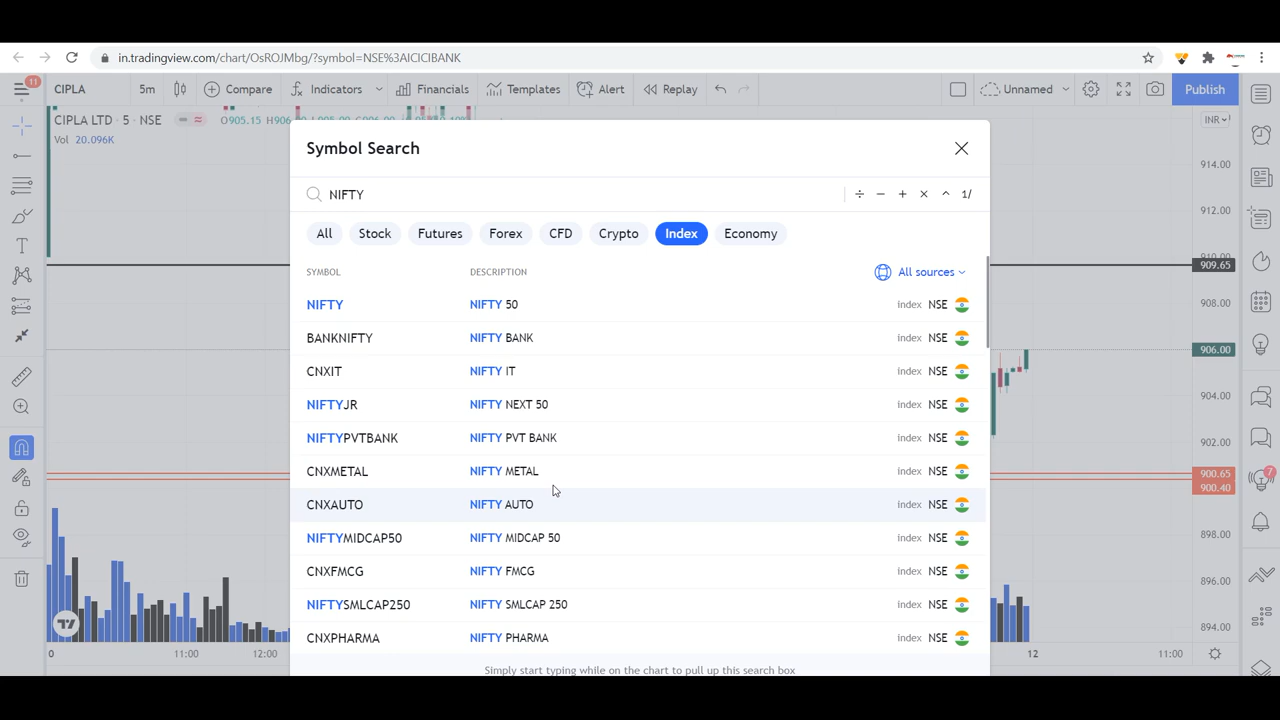 in.tradingview.com/chart/OsROJMbg/?symbol=NSE%3AICICIBANK
11 CIPLA 5m Compare Indicators Financials Templates Alert Replay Unnamed Publish
CIPLA LTD · 5 · NSE
INR
Vol 20.096K
Symbol Search
NIFTY
1/
All Stock Futures Forex CFD Crypto Index Economy
SYMBOL DESCRIPTION All sources
NIFTY NIFTY 50 index NSE
BANKNIFTY NIFTY BANK index NSE
CNXIT NIFTY IT index NSE
NIFTYJR NIFTY NEXT 50 index NSE
NIFTYPVTBANK NIFTY PVT BANK index NSE
CNXMETAL NIFTY METAL index NSE
CNXAUTO NIFTY AUTO index NSE
NIFTYMIDCAP50 NIFTY MIDCAP 50 index NSE
CNXFMCG NIFTY FMCG index NSE
NIFTYSMLCAP250 NIFTY SMLCAP 250 index NSE
CNXPHARMA NIFTY PHARMA index NSE
Simply start typing while on the chart to pull up this search box
914.00
912.00
909.65
908.00
906.00
904.00
902.00
900.65
900.40
898.00
896.00
894.00
7
0 11:00 12:00 12 11:00